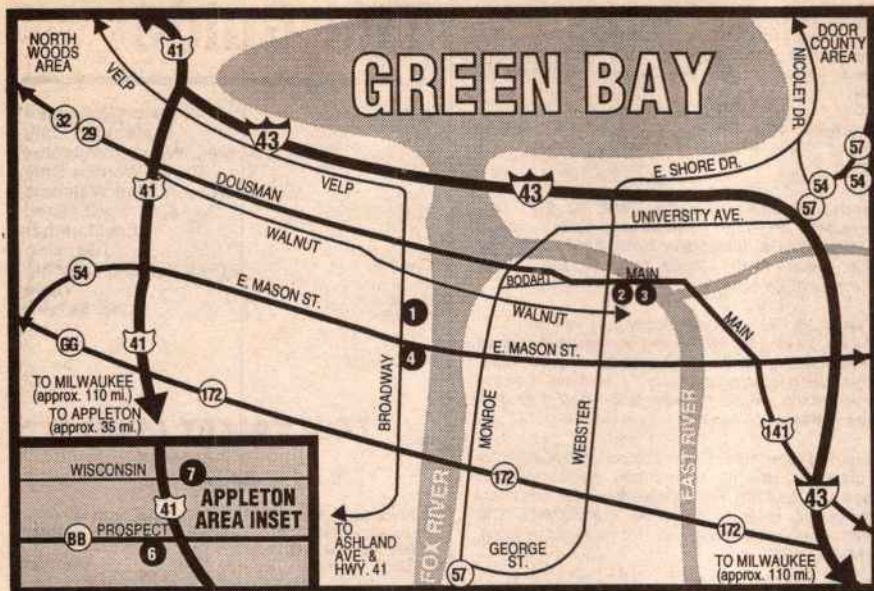 NORTH
WOODS
AREA
41
VELP
GREEN BAY
NICOLET DR.
DOOR
COUNTY
AREA
32
29
43
57
54
54
57
41
DOUSMAN
VELP
43
E. SHORE DR.
UNIVERSITY AVE.
WALNUT
54
E. MASON ST.
BODART
MAIN
2
3
1
WALNUT
MAIN
GG
41
4
E. MASON ST.
172
BROADWAY
MONROE
WEBSTER
EAST RIVER
141
TO MILWAUKEE
(approx. 110 mi.)
TO APPLETON
(approx. 35 mi.)
WISCONSIN
7
41
APPLETON
AREA INSET
BB
PROSPECT
6
172
43
172
TO
ASHLAND
AVE. &
HWY. 41
FOX RIVER
57
GEORGE
ST.
TO MILWAUKEE
(approx. 110 mi.)